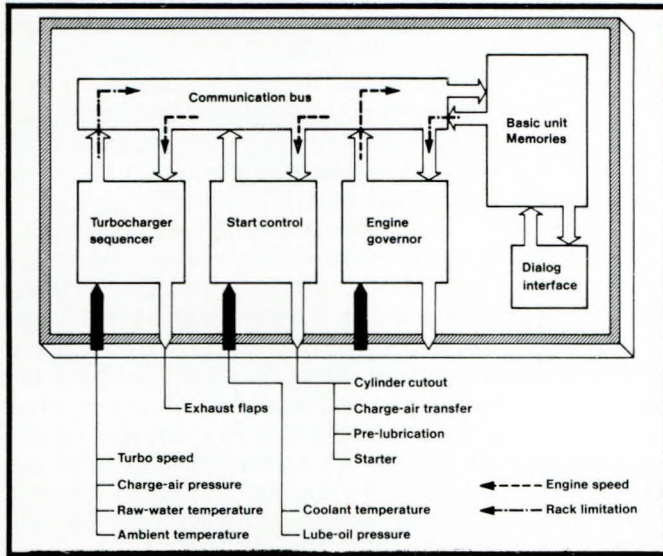 Communication bus
Basic unit
Memories
Turbocharger
sequencer
Start control
Engine
governor
Dialog
interface
Exhaust flaps
Turbo speed
Charge-air pressure
Raw-water temperature
Ambient temperature
Cylinder cutout
Charge-air transfer
Pre-lubrication
Starter
Coolant temperature
Lube-oil pressure
Engine speed
Rack limitation